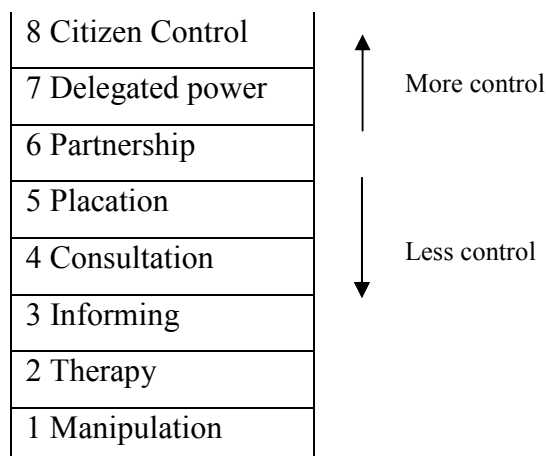 8 Citizen Control
7 Delegated power
More control
6 Partnership
5 Placation
4 Consultation
Less control
3 Informing
2 Therapy
1 Manipulation